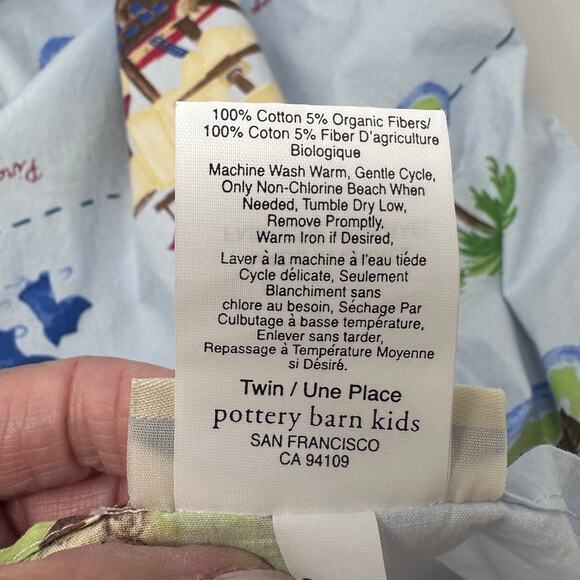 100% Cotton 5% Organic Fibers/
100% Coton 5% Fiber D'agriculture
Biologique
Machine Wash Warm, Gentle Cycle,
Only Non-Chlorine Beach When
Needed, Tumble Dry Low,
Remove Promptly,
Warm Iron if Desired,
Laver à la machine à l'eau tiéde
Cycle délicate, Seulement
Blanchiment sans
chlore au besoin, Séchage Par
Culbutage à basse température,
Enlever sans tarder,
Repassage à Température Moyenne
si Désiré.
Twin / Une Place
pottery barn kids
SAN FRANCISCO
CA 94109